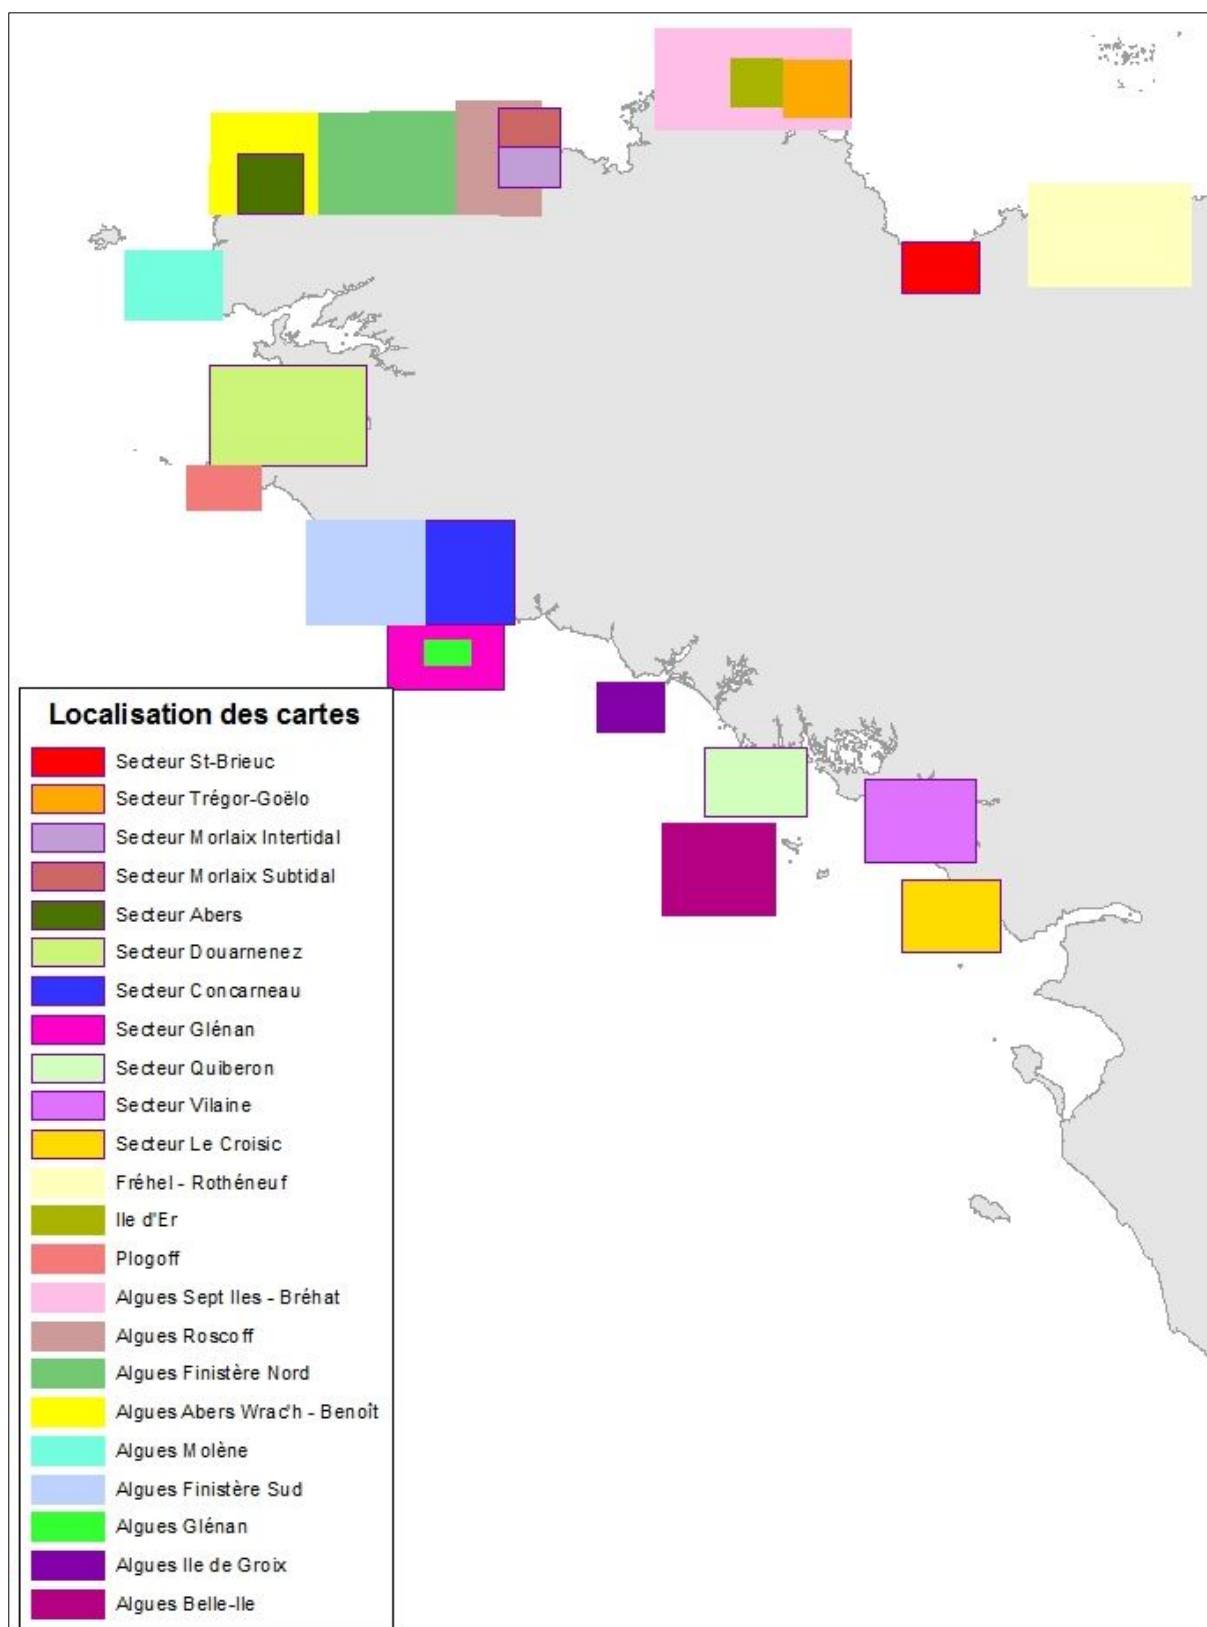 Localisation des cartes
Secteur St-Brieuc
Secteur Trégor-Goëlo
Secteur Morlaix Intertidal
Secteur Morlaix Subtidal
Secteur Abers
Secteur Douarnenez
Secteur Concarneau
Secteur Glénan
Secteur Quiberon
Secteur Vilaine
Secteur Le Croisic
Fréhel - Rothéneuf
Ile d'Er
Plogoff
Algues Sept Iles - Bréhat
Algues Roscoff
Algues Finistère Nord
Algues Abers Wrac'h - Benoît
Algues Molène
Algues Finistère Sud
Algues Glénan
Algues Ile de Groix
Algues Belle-Ile